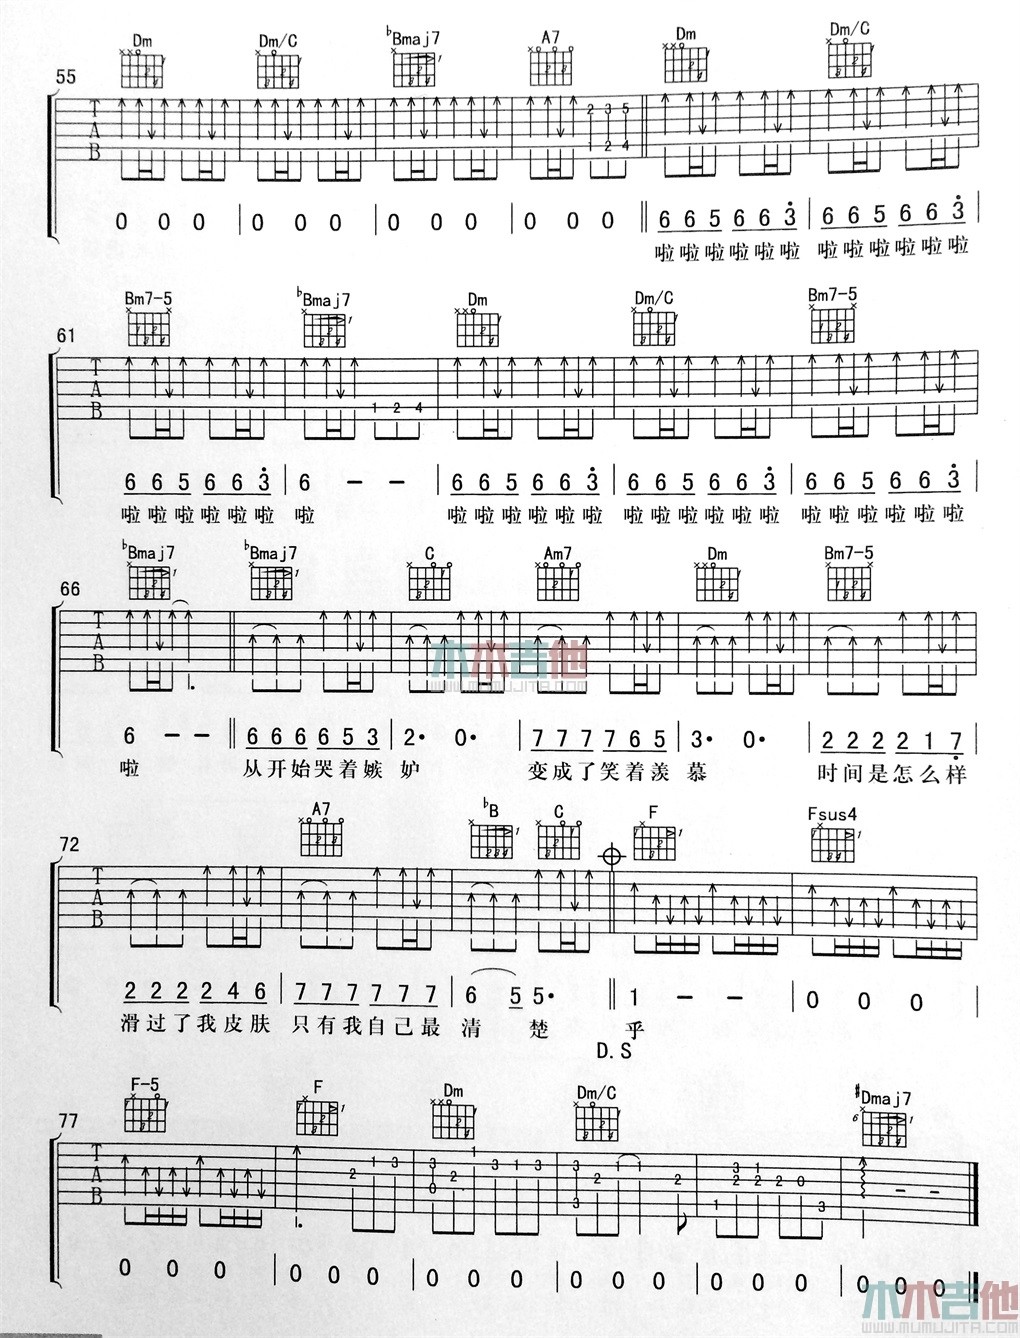 Dm Dm/C ♭Bmaj7 A7 Dm Dm/C
55
T A B 2 3 5 1 2 4
0 0 0 | 0 0 0 | 0 0 0 | 0 0 0 ‖ 6 6 5 6 6 3̇ | 6 6 5 6 6 3̇ |
啦啦啦啦啦啦 啦啦啦啦啦啦
Bm7-5 ♭Bmaj7 Dm Dm/C Bm7-5
61
T A B 1 2 4
6 6 5 6 6 3̇ | 6 – – | 6 6 5 6 6 3̇ | 6 6 5 6 6 3̇ | 6 6 5 6 6 3̇
啦啦啦啦啦啦 啦 啦啦啦啦啦啦 啦啦啦啦啦啦 啦啦啦啦啦啦
♭Bmaj7 ♭Bmaj7 C Am7 Dm Bm7-5
66
T A B
木木吉他
WWW.MUMUJITA.COM
6 – – ‖ 6 6 6 6 5 3 | 2· 0· | 7 7 7 7 6 5 | 3· 0· | 2 2 2 2 1 7̣
啦 从开始哭着嫉 妒 变成了笑着羡 慕 时间是怎么样
A7 ♭B C F Fsus4
72
T A B
2 2 2 2 4 6 | 7 7 7 7 7 7 | 6 5 5· ‖ 1 – – | 0 0 0
滑过了我皮肤 只有我自己最 清 楚 乎
D.S
F-5 F Dm Dm/C #Dmaj7
77
T A B 2 1 3 3 0 2 1 3 1 3 3 3 2 1 1 2 1 3 2 1 2 2 0 3
0 0 0 | 0 0 0 | 0 0 0 | 0 0 0 | 0 0 0 | 0 0 0
木木吉他
WWW.MUMUJITA.COM